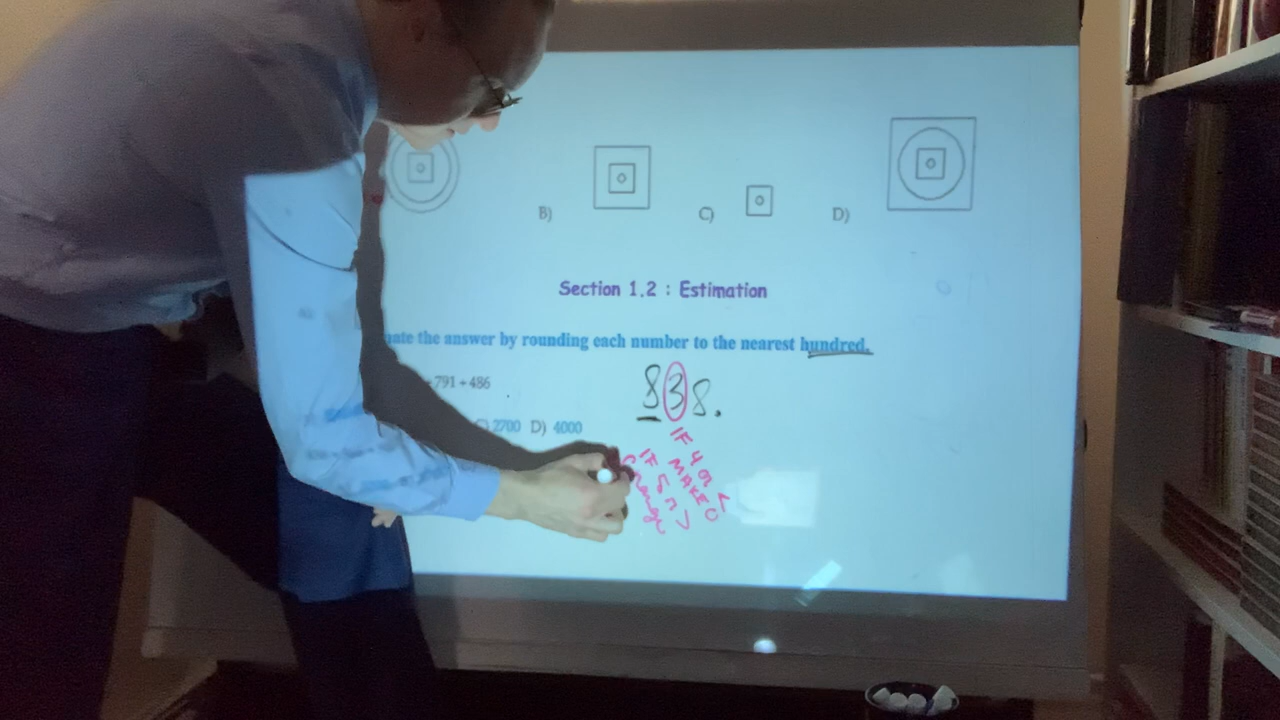 B) C) D)
Section 1.2 : Estimation
the answer by rounding each number to the nearest hundred.
791 + 486
838.
C) 2700 D) 4000
IF 4 or <
MAKE 0
IF 5 or >
change